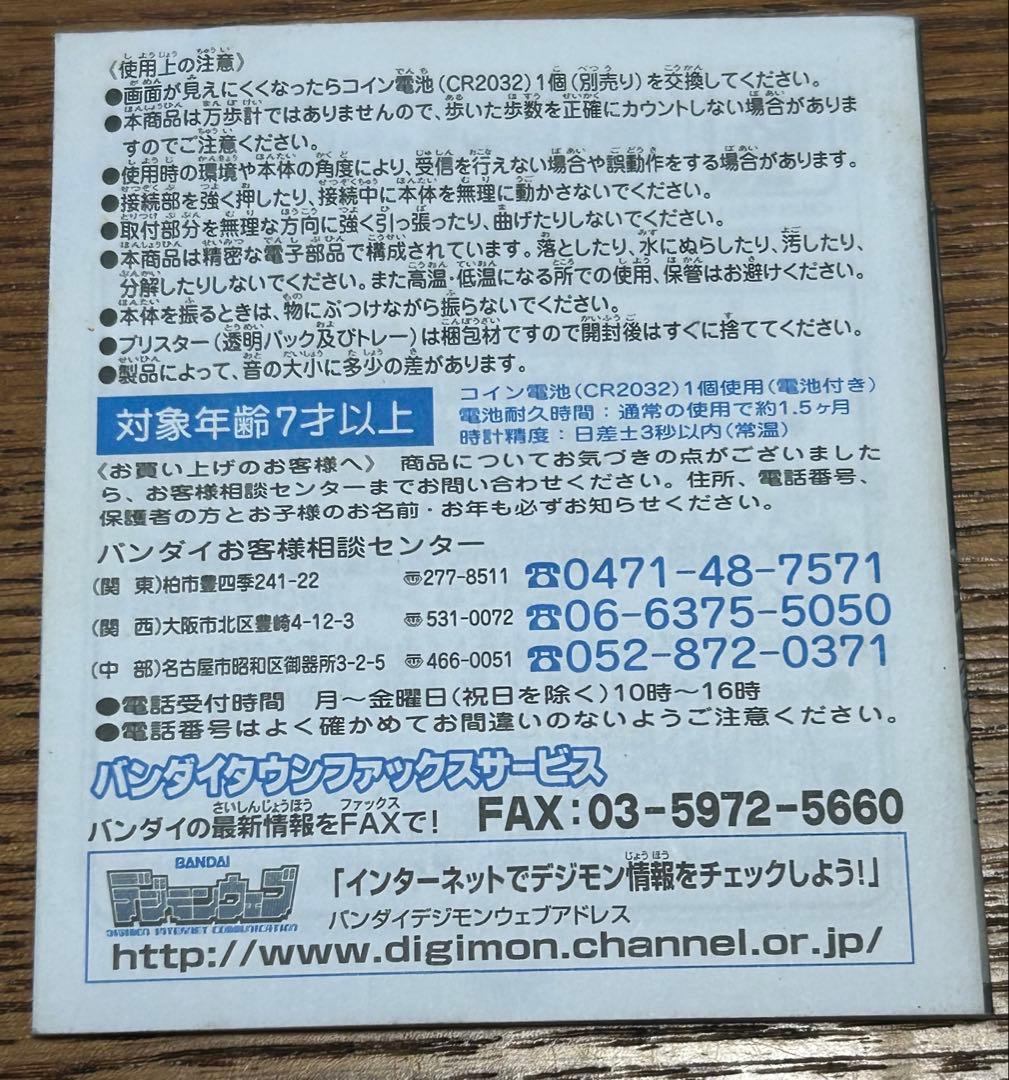 《使用上の注意》
●画面が見えにくくなったらコイン電池(CR2032)1個(別売り)を交換してください。
●本商品は万歩計ではありませんので、歩いた歩数を正確にカウントしない場合がありま
すのでご注意ください。
●使用時の環境や本体の角度により、受信を行えない場合や誤動作をする場合があります。
●接続部を強く押したり、接続中に本体を無理に動かさないでください。
●取付部分を無理な方向に強く引っ張ったり、曲げたりしないでください。
●本商品は精密な電子部品で構成されています。落としたり、水にぬらしたり、汚したり、
分解したりしないでください。また高温・低温になる所での使用、保管はお避けください。
●本体を振るときは、物にぶつけながら振らないでください。
●ブリスター(透明パック及びトレー)は梱包材ですので開封後はすぐに捨ててください。
●製品によって、音の大小に多少の差があります。
対象年齢7才以上
コイン電池(CR2032)1個使用(電池付き)
電池耐久時間：通常の使用で約1.5ヶ月
時計精度：日差±3秒以内(常温)
《お買い上げのお客様へ》 商品についてお気づきの点がございました
ら、お客様相談センターまでお問い合わせください。住所、電話番号、
保護者の方とお子様のお名前・お年も必ずお知らせください。
バンダイお客様相談センター
(関 東)柏市豊四季241-22 〠277-8511 ☎0471-48-7571
(関 西)大阪市北区豊崎4-12-3 〠531-0072 ☎06-6375-5050
(中 部)名古屋市昭和区御器所3-2-5 〠466-0051 ☎052-872-0371
●電話受付時間 月～金曜日(祝日を除く)10時～16時
●電話番号はよく確かめてお間違いのないようご注意ください。
バンダイタウンファックスサービス
バンダイの最新情報をFAXで! FAX:03-5972-5660
BANDAI
デジモンウェブ
DIGIMON INTERNET COMMUNICATION
「インターネットでデジモン情報をチェックしよう!」
バンダイデジモンウェブアドレス
http://www.digimon.channel.or.jp/